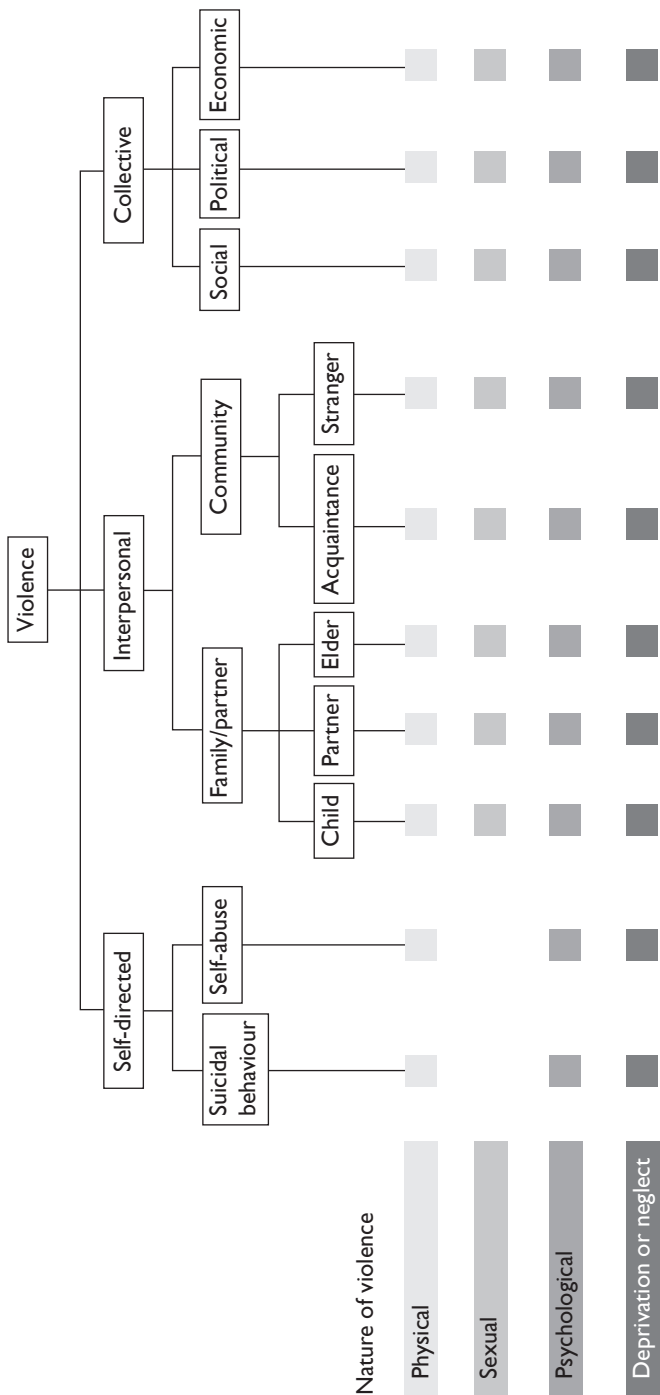 Violence
Self-directed
Interpersonal
Collective
Suicidal
behaviour
Self-abuse
Family/partner
Community
Social
Political
Economic
Child
Partner
Elder
Acquaintance
Stranger
Nature of violence
Physical
Sexual
Psychological
Deprivation or neglect